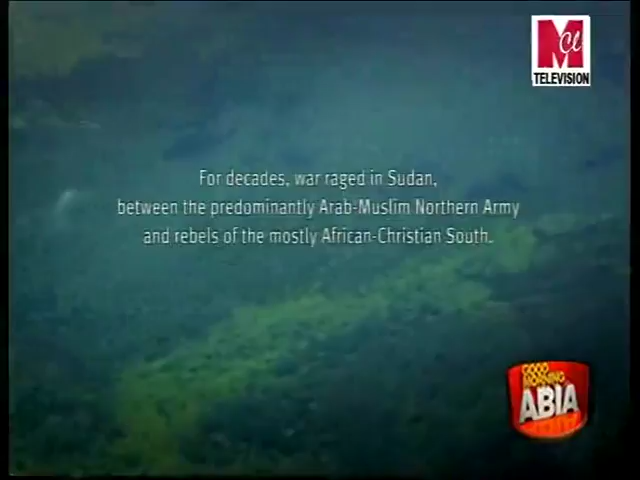 M cl
TELEVISION
For decades, war raged in Sudan,
between the predominantly Arab-Muslim Northern Army
and rebels of the mostly African-Christian South.
GOOD
MORNING
ABIA